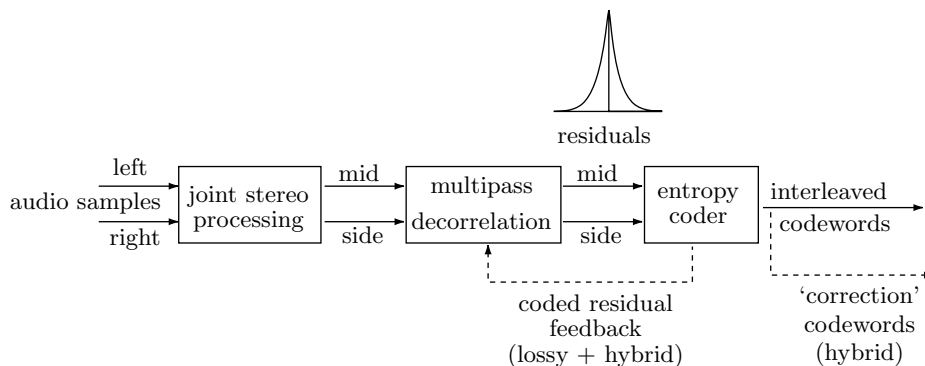 residuals
left
audio samples
right
joint stereo
processing
mid
side
multipass
decorrelation
mid
side
entropy
coder
interleaved
codewords
coded residual
feedback
(lossy + hybrid)
‘correction’
codewords
(hybrid)